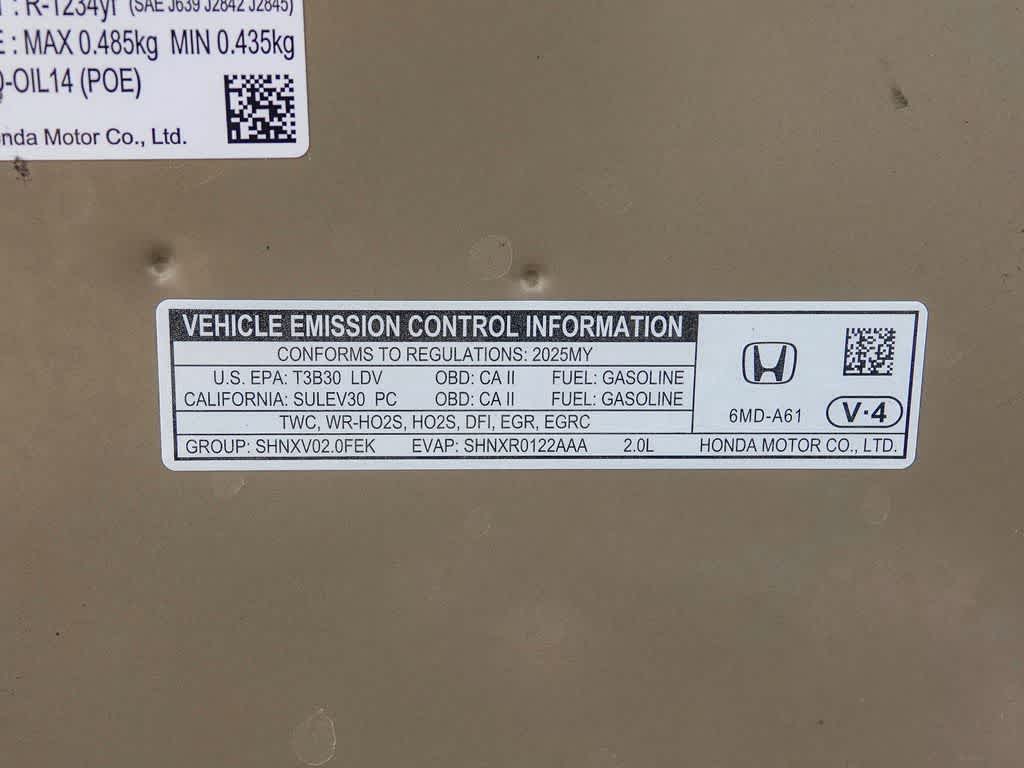 : R-1234yf (SAE J639 J2842 J2845)
: MAX 0.485kg MIN 0.435kg
-OIL14 (POE)
nda Motor Co., Ltd.
VEHICLE EMISSION CONTROL INFORMATION
CONFORMS TO REGULATIONS: 2025MY
U.S. EPA: T3B30 LDV OBD: CA II FUEL: GASOLINE
CALIFORNIA: SULEV30 PC OBD: CA II FUEL: GASOLINE
TWC, WR-HO2S, HO2S, DFI, EGR, EGRC
GROUP: SHNXV02.0FEK EVAP: SHNXR0122AAA 2.0L
6MD-A61
V·4
HONDA MOTOR CO., LTD.